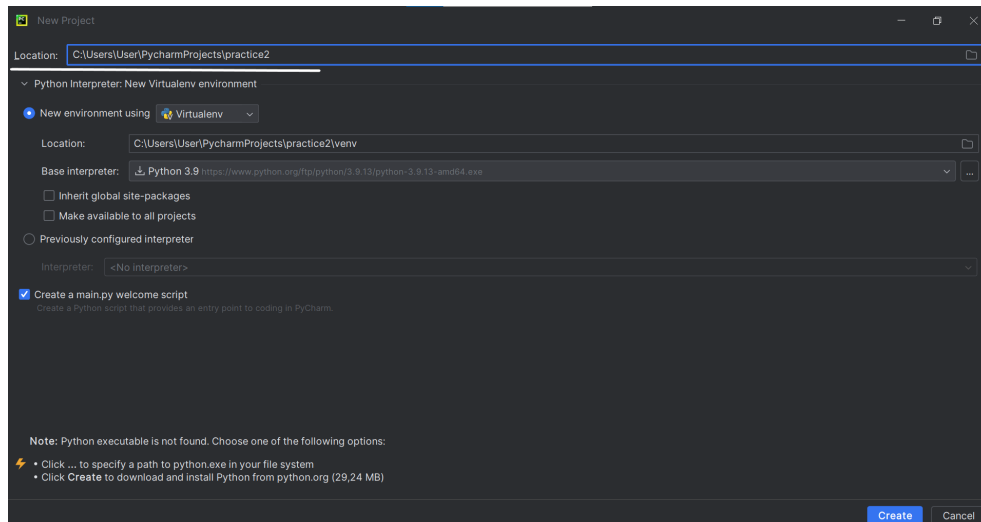 PC New Project
Location: C:\Users\User\PycharmProjects\practice2
Python Interpreter: New Virtualenv environment
New environment using Virtualenv
Location: C:\Users\User\PycharmProjects\practice2\venv
Base interpreter: Python 3.9 https://www.python.org/ftp/python/3.9.13/python-3.9.13-amd64.exe ...
Inherit global site-packages
Make available to all projects
Previously configured interpreter
Interpreter: <No interpreter>
Create a main.py welcome script
Create a Python script that provides an entry point to coding in PyCharm.
Note: Python executable is not found. Choose one of the following options:
• Click ... to specify a path to python.exe in your file system
• Click Create to download and install Python from python.org (29,24 MB)
Create Cancel